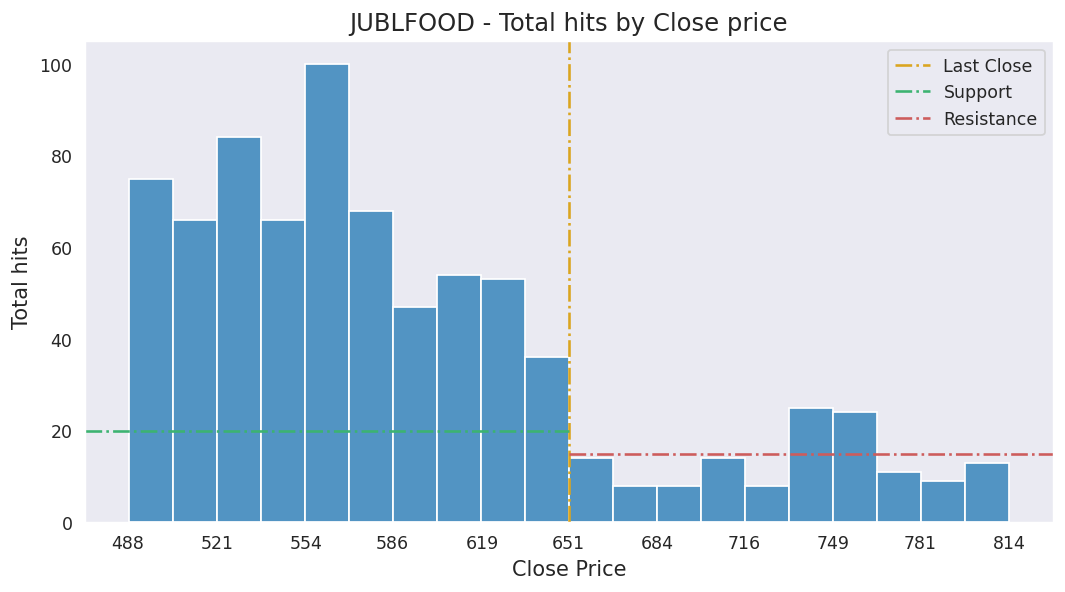 JUBLFOOD - Total hits by Close price
Last Close
Support
Resistance
Total hits
100
80
60
40
20
0
488 521 554 586 619 651 684 716 749 781 814
Close Price